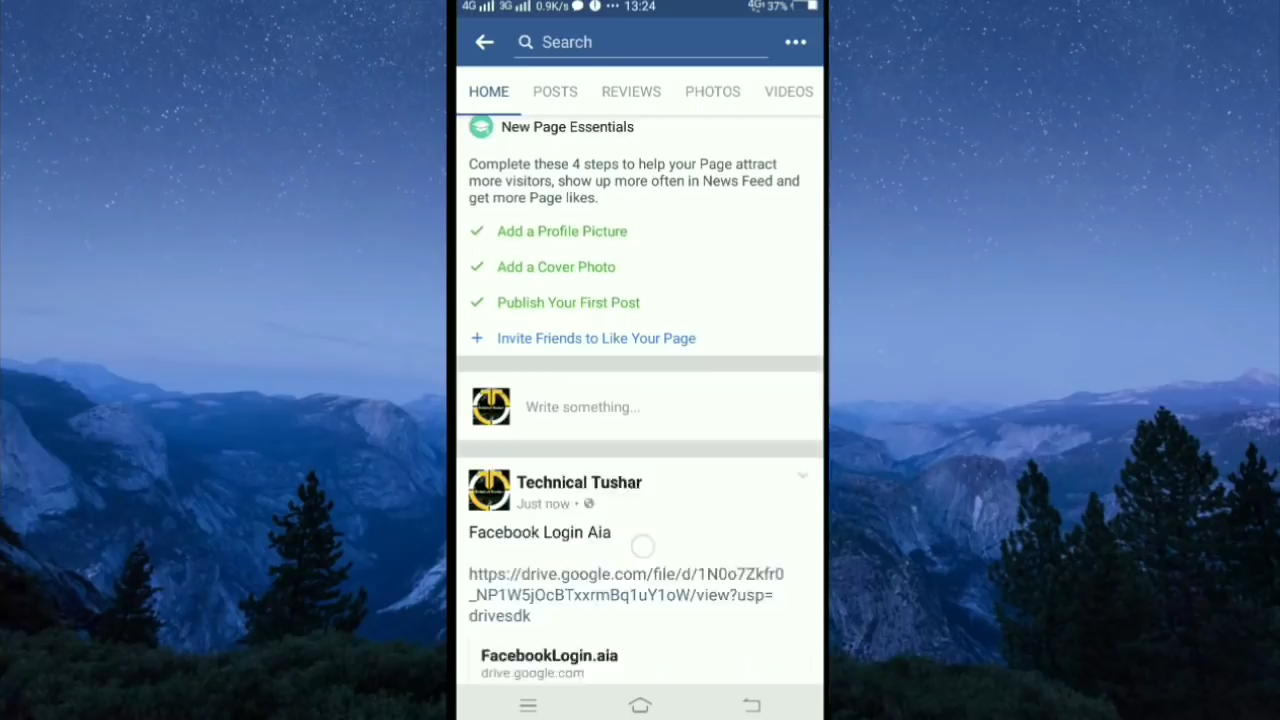 4G 3G 0.9K/s ... 13:24 4G+ 37%
Search
HOME POSTS REVIEWS PHOTOS VIDEOS
New Page Essentials
Complete these 4 steps to help your Page attract
more visitors, show up more often in News Feed and
get more Page likes.
Add a Profile Picture
Add a Cover Photo
Publish Your First Post
+ Invite Friends to Like Your Page
Write something...
Technical Tushar
Just now •
Facebook Login Aia
https://drive.google.com/file/d/1N0o7Zkfr0
_NP1W5jOcBTxxrmBq1uY1oW/view?usp=
drivesdk
FacebookLogin.aia
drive.google.com